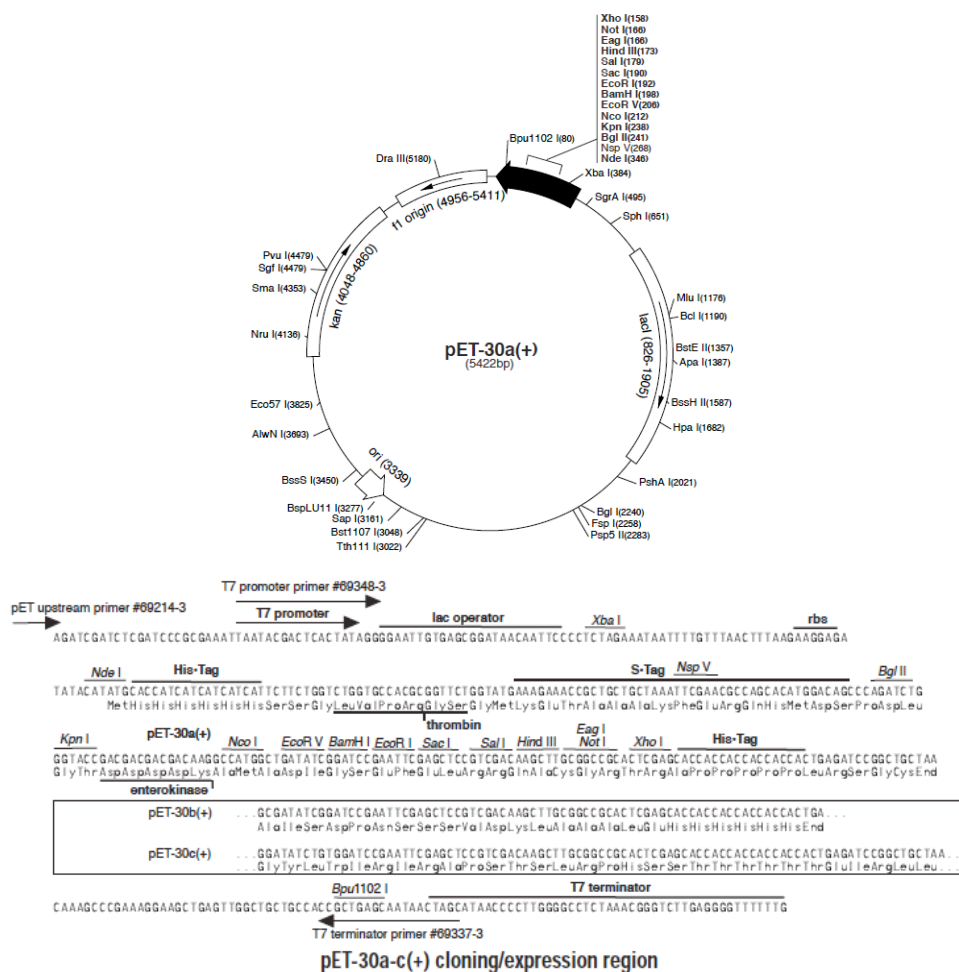 Xho I(158)
Not I(166)
Eag I(166)
Hind III(173)
Sal I(179)
Sac I(190)
EcoR I(192)
BamH I(198)
EcoR V(206)
Nco I(212)
Kpn I(238)
Bgl II(241)
Nsp V(268)
Nde I(346)
Bpu1102 I(80)
Xba I(384)
Dra III(5180)
SgrA I(495)
Sph I(651)
f1 origin (4956-5411)
Pvu I(4479)
Sgf I(4479)
Sma I(4353)
kan (4048-4860)
Nru I(4136)
Mlu I(1176)
Bcl I(1190)
BstE II(1357)
Apa I(1387)
lacI (826-1905)
BssH II(1587)
Hpa I(1682)
pET-30a(+)
(5422bp)
Eco57 I(3825)
AlwN I(3693)
ori (3339)
BssS I(3450)
BspLU11 I(3277)
Sap I(3161)
Bst1107 I(3048)
Tth111 I(3022)
PshA I(2021)
Bgl I(2240)
Fsp I(2258)
Psp5 II(2283)
T7 promoter primer #69348-3
pET upstream primer #69214-3
T7 promoter lac operator Xba I rbs
AGATCGATCTCGATCCCGCGAAATTAATACGACTCACTATAGGGGAATTGTGAGCGGATAACAATTCCCCTCTAGAAATAATTTTGTTTAACTTTAAGAAGGAGA
Nde I His•Tag S•Tag Nsp V Bgl II
TATACATATGCACCATCATCATCATCATTCTTCTGGTCTGGTGCCACGCGGTTCTGGTATGAAAGAAACCGCTGCTGCTAAATTCGAACGCCAGCACATGGACAGCCCAGATCTG
MetHisHisHisHisHisHisSerSerGlyLeuValProArgGlySerGlyMetLysGluThrAlaAlaAlaLysPheGluArgGlnHisMetAspSerProAspLeu
thrombin
Kpn I pET-30a(+) Nco I EcoR V BamH I EcoR I Sac I Sal I Hind III Eag I Not I Xho I His•Tag
GGTACCGACGACGACGACAAGGCCATGGCTGATATCGGATCCGAATTCGAGCTCCGTCGACAAGCTTGCGGCCGCACTCGAGCACCACCACCACCACCACTGAGATCCGGCTGCTAA
GlyThrAspAspAspAspLysAlaMetAlaAspIleGlySerGluPheGluLeuArgArgGlnAlaCysGlyArgThrArgAlaProProProProProProLeuArgSerGlyCysEnd
enterokinase
pET-30b(+) ...GCGATATCGGATCCGAATTCGAGCTCCGTCGACAAGCTTGCGGCCGCACTCGAGCACCACCACCACCACCACTGA...
AlaIleSerAspProAsnSerSerSerValAspLysLeuAlaAlaAlaLeuGluHisHisHisHisHisHisEnd
pET-30c(+) ...GGATATCTGTGGATCCGAATTCGAGCTCCGTCGACAAGCTTGCGGCCGCACTCGAGCACCACCACCACCACCACTGAGATCCGGCTGCTAA...
GlyTyrLeuTrpIleArgIleArgAlaProSerThrSerLeuArgProHisSerSerThrThrThrThrThrThrGluIleArgLeuLeu...
Bpu1102 I T7 terminator
CAAAGCCCGAAAGGAAGCTGAGTTGGCTGCTGCCACCGCTGAGCAATAACTAGCATAACCCCTTGGGGCCTCTAAACGGGTCTTGAGGGGTTTTTTG
T7 terminator primer #69337-3
pET-30a-c(+) cloning/expression region